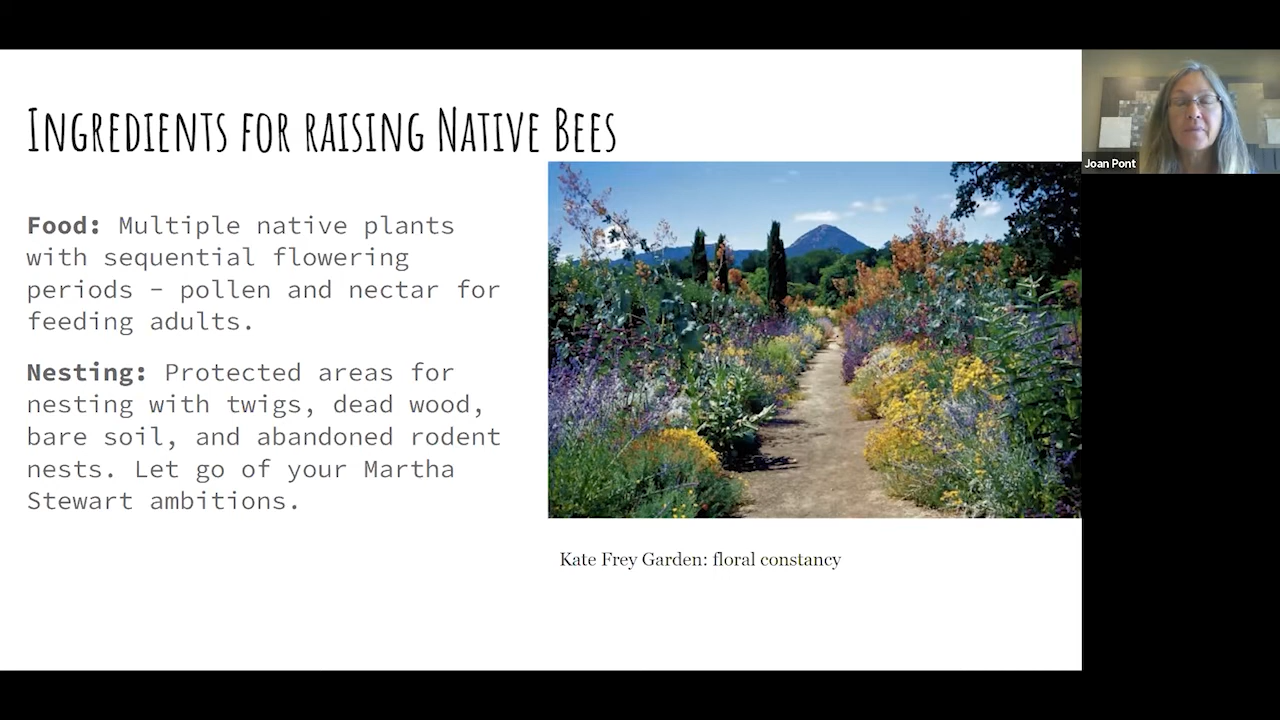 Ingredients for raising Native Bees
Food: Multiple native plants
with sequential flowering
periods – pollen and nectar for
feeding adults.
Nesting: Protected areas for
nesting with twigs, dead wood,
bare soil, and abandoned rodent
nests. Let go of your Martha
Stewart ambitions.
Kate Frey Garden: floral constancy
Joan Pont